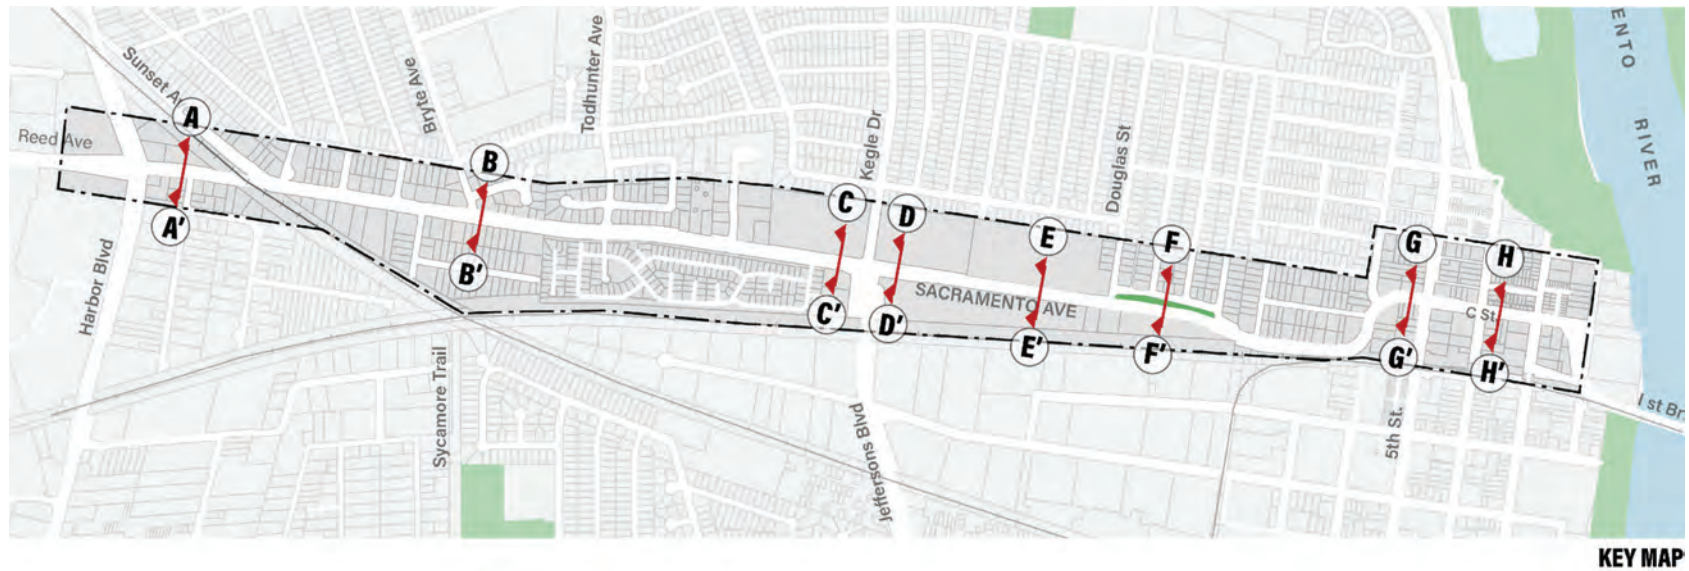 Sunset A
Reed Ave
Harbor Blvd
A
A'
Bryte Ave
B
B'
Sycamore Trail
Todhunter Ave
Kegle Dr
C
C'
D
D'
Jeffersons Blvd
SACRAMENTO AVE
E
E'
Douglas St
F
F'
G
G'
5th St.
H
H'
C St.
I st Br
ENTO
RIVER
KEY MAP